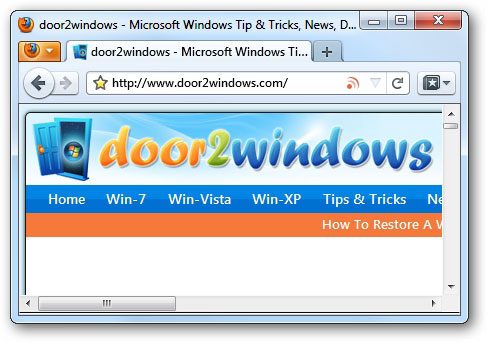 door2windows - Microsoft Windows Tip & Tricks, News, D...
door2windows - Microsoft Windows Ti...
http://www.door2windows.com/
door2windows
Home Win-7 Win-Vista Win-XP Tips & Tricks Ne
How To Restore A W